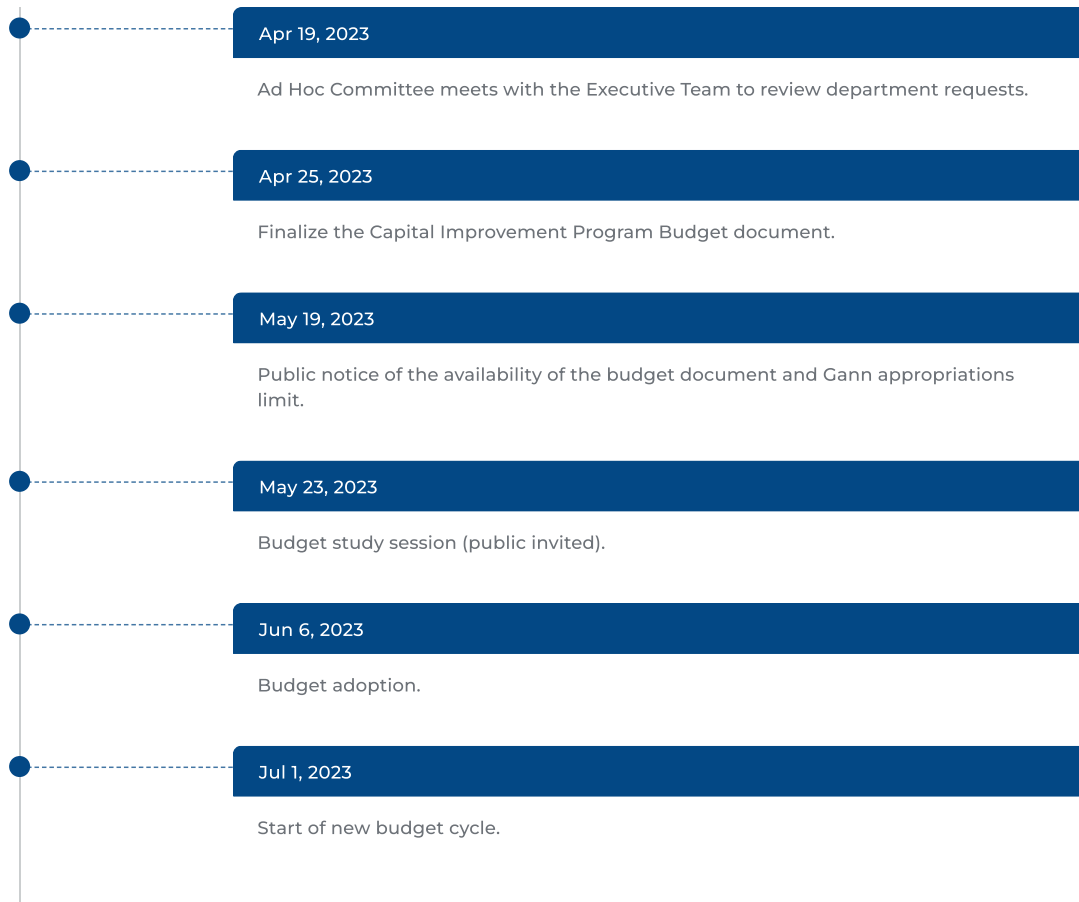 Apr 19, 2023
Ad Hoc Committee meets with the Executive Team to review department requests.
Apr 25, 2023
Finalize the Capital Improvement Program Budget document.
May 19, 2023
Public notice of the availability of the budget document and Gann appropriations
limit.
May 23, 2023
Budget study session (public invited).
Jun 6, 2023
Budget adoption.
Jul 1, 2023
Start of new budget cycle.